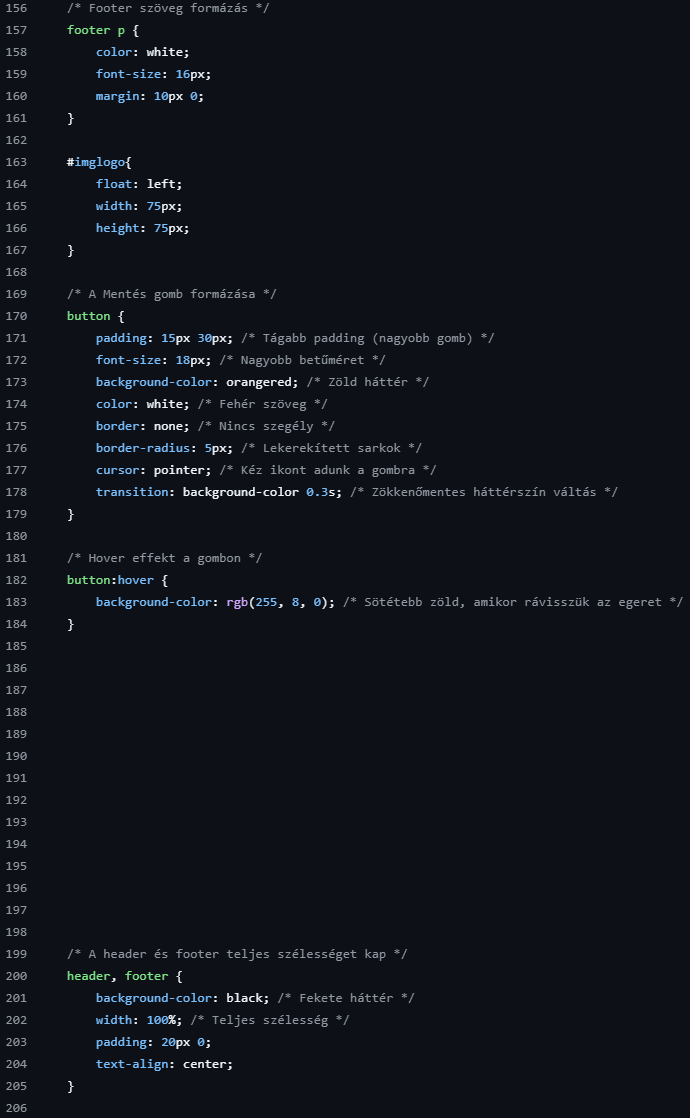 156 /* Footer szöveg formázás */
157 footer p {
158 color: white;
159 font-size: 16px;
160 margin: 10px 0;
161 }
162
163 #imglogo{
164 float: left;
165 width: 75px;
166 height: 75px;
167 }
168
169 /* A Mentés gomb formázása */
170 button {
171 padding: 15px 30px; /* Tágabb padding (nagyobb gomb) */
172 font-size: 18px; /* Nagyobb betűméret */
173 background-color: orangered; /* Zöld háttér */
174 color: white; /* Fehér szöveg */
175 border: none; /* Nincs szegély */
176 border-radius: 5px; /* Lekerekített sarkok */
177 cursor: pointer; /* Kéz ikont adunk a gombra */
178 transition: background-color 0.3s; /* Zökkenőmentes háttérszín váltás */
179 }
180
181 /* Hover effekt a gombon */
182 button:hover {
183 background-color: rgb(255, 8, 0); /* Sötétebb zöld, amikor rávisszük az egeret */
184 }
185
186
187
188
189
190
191
192
193
194
195
196
197
198
199 /* A header és footer teljes szélességet kap */
200 header, footer {
201 background-color: black; /* Fekete háttér */
202 width: 100%; /* Teljes szélesség */
203 padding: 20px 0;
204 text-align: center;
205 }
206